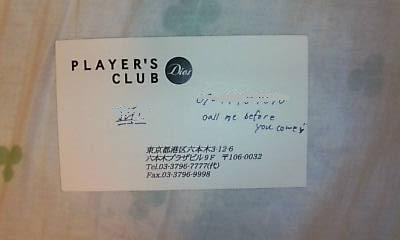 PLAYER'S
CLUB
Dios
call me before
you come
東京都港区六本木3-12-6
六本木プラザビル9F 〒106-0032
Tel.03-3796-7777(代)
Fax.03-3796-9998